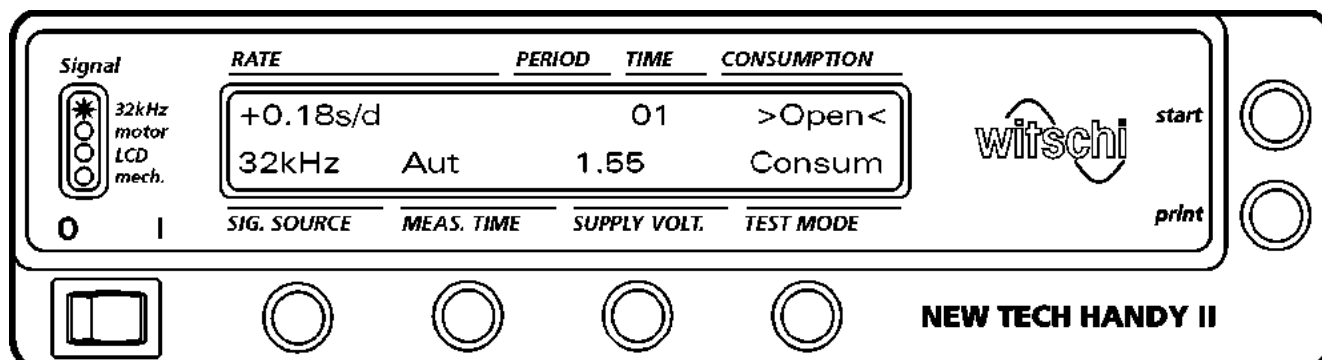 Signal
32kHz
motor
LCD
mech.
O I
RATE PERIOD TIME CONSUMPTION
+0.18s/d 01 >Open<
32kHz Aut 1.55 Consum
SIG. SOURCE MEAS. TIME SUPPLY VOLT. TEST MODE
witschi
start
print
NEW TECH HANDY II